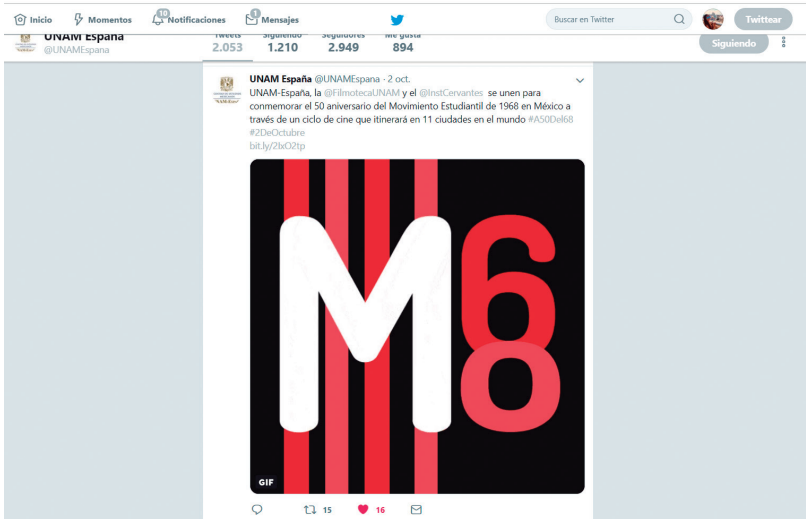 Inicio Momentos 10 Notificaciones 1 Mensajes Buscar en Twitter Twittear
UNAM España Tweets Siguiendo Seguidores Me gusta
@UNAMEspana 2.053 1.210 2.949 894 Siguiendo
UNAM España @UNAMEspana · 2 oct.
UNAM-España, la @FilmotecaUNAM y el @InstCervantes se unen para
conmemorar el 50 aniversario del Movimiento Estudiantil de 1968 en México a
través de un ciclo de cine que itinerará en 11 ciudades en el mundo #A50Del68
#2DeOctubre
bit.ly/2IxO2tp
M68
GIF
15 16